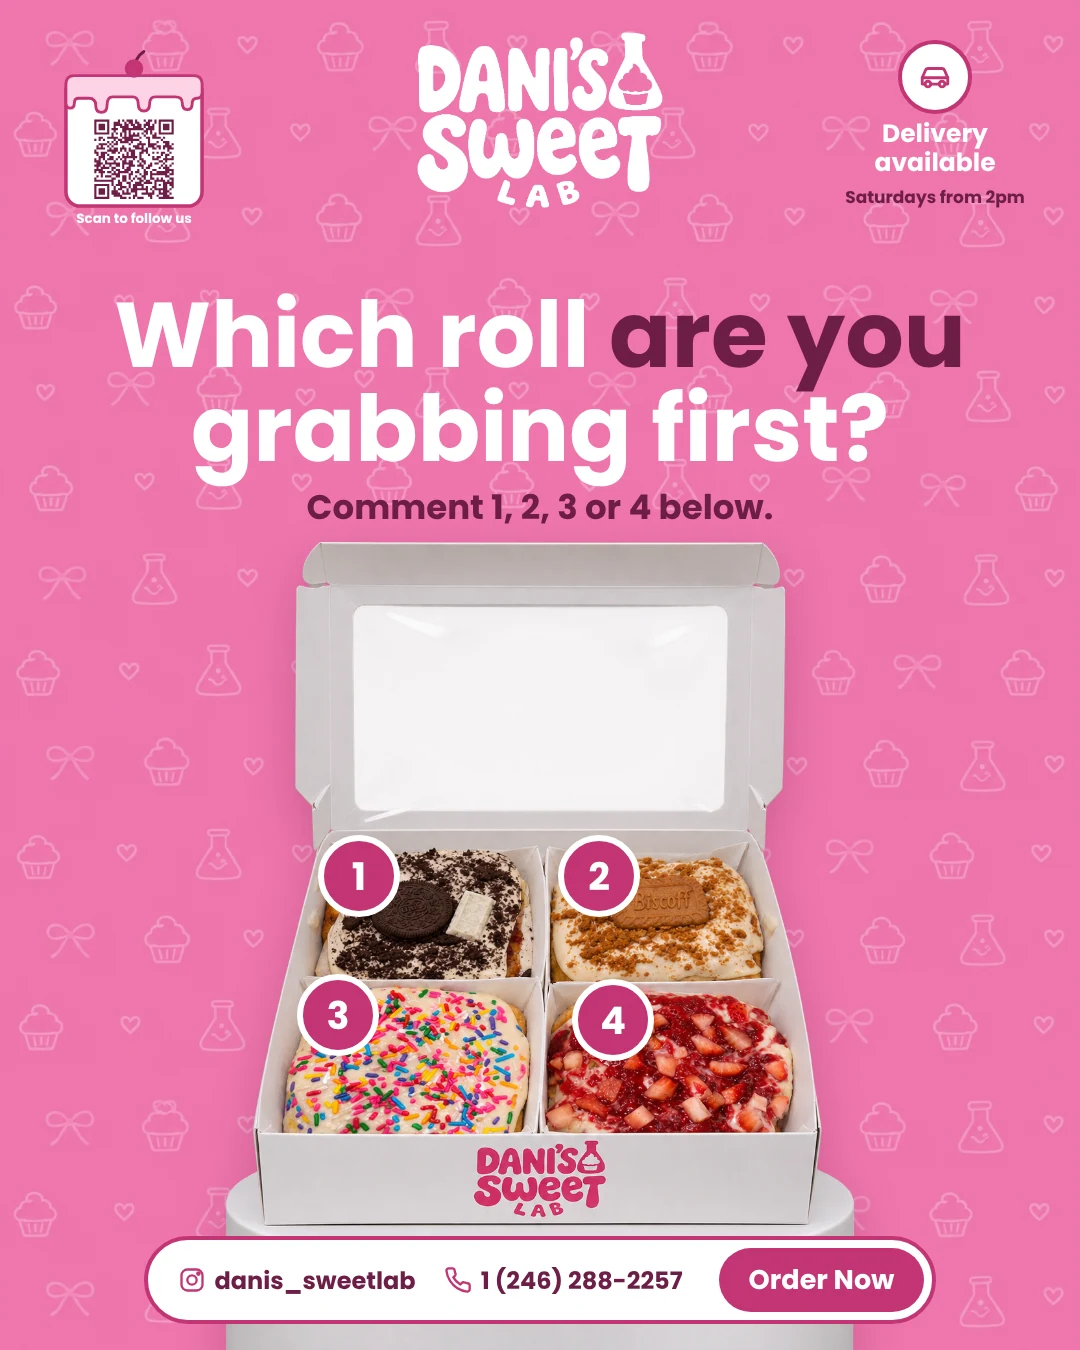 DANI'S
SWEET
LAB
Scan to follow us
Delivery
available
Saturdays from 2pm
Which roll are you
grabbing first?
Comment 1, 2, 3 or 4 below.
1
2
Biscoff
3
4
DANI'S
SWEET
LAB
danis_sweetlab
1 (246) 288-2257
Order Now